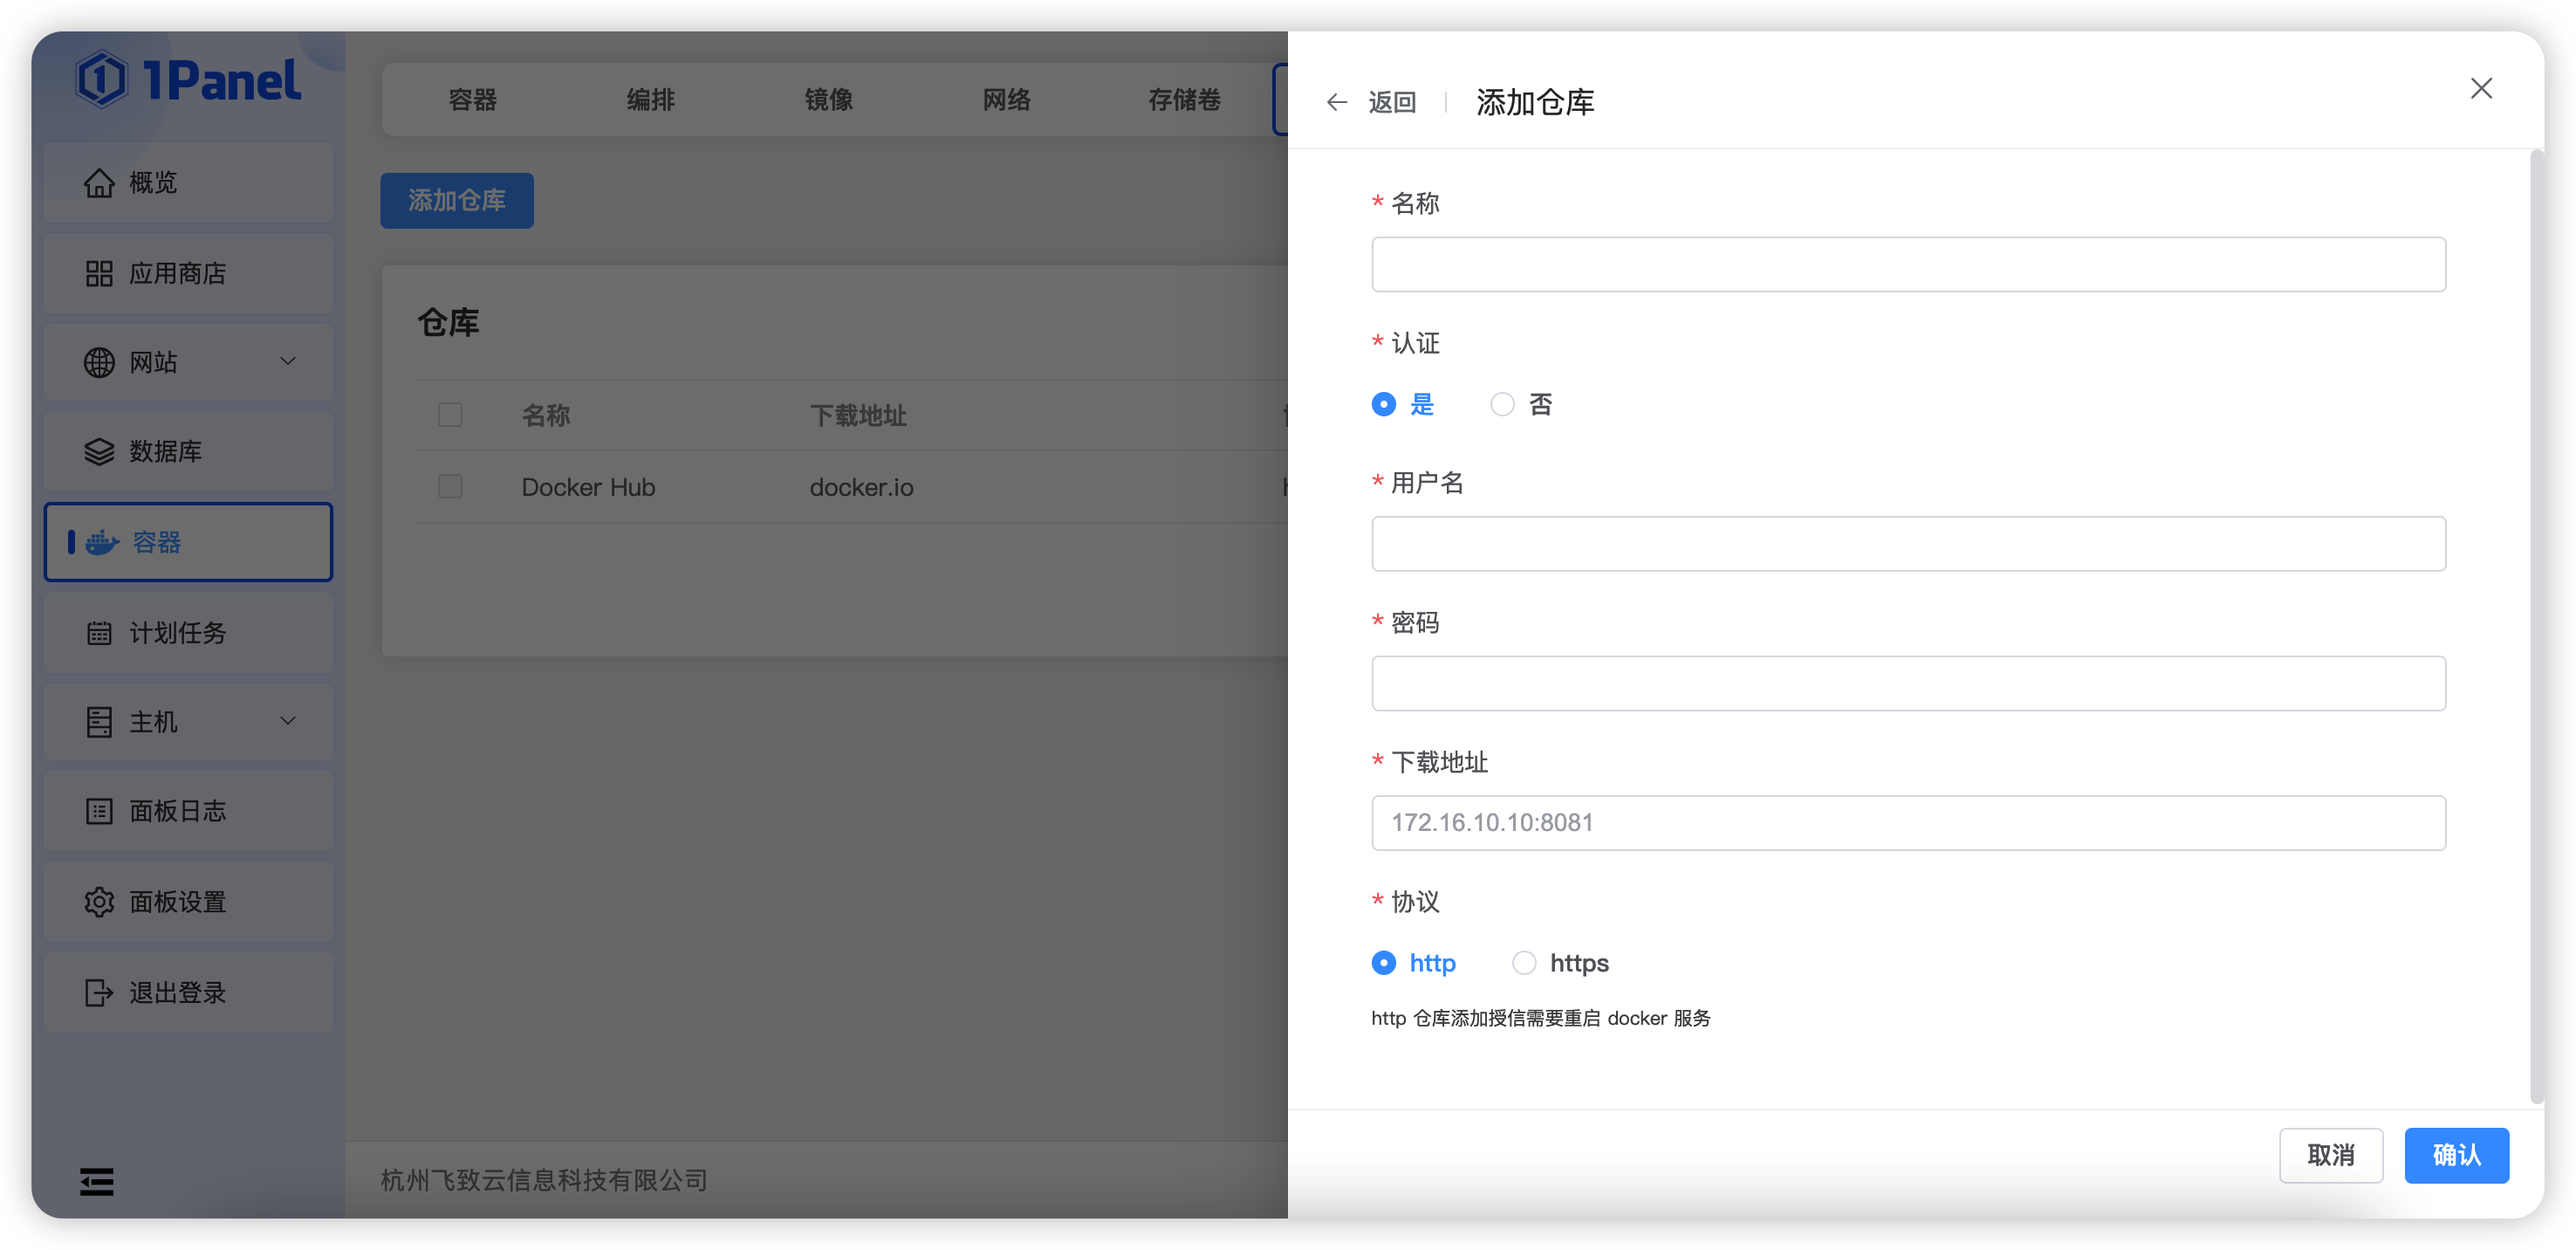 1Panel
概览
应用商店
网站
数据库
容器
计划任务
主机
面板日志
面板设置
退出登录
容器 编排 镜像 网络 存储卷
添加仓库
仓库
名称 下载地址
Docker Hub docker.io
杭州飞致云信息科技有限公司
返回 添加仓库
* 名称
* 认证
是 否
* 用户名
* 密码
* 下载地址
172.16.10.10:8081
* 协议
http https
http 仓库添加授信需要重启 docker 服务
取消 确认